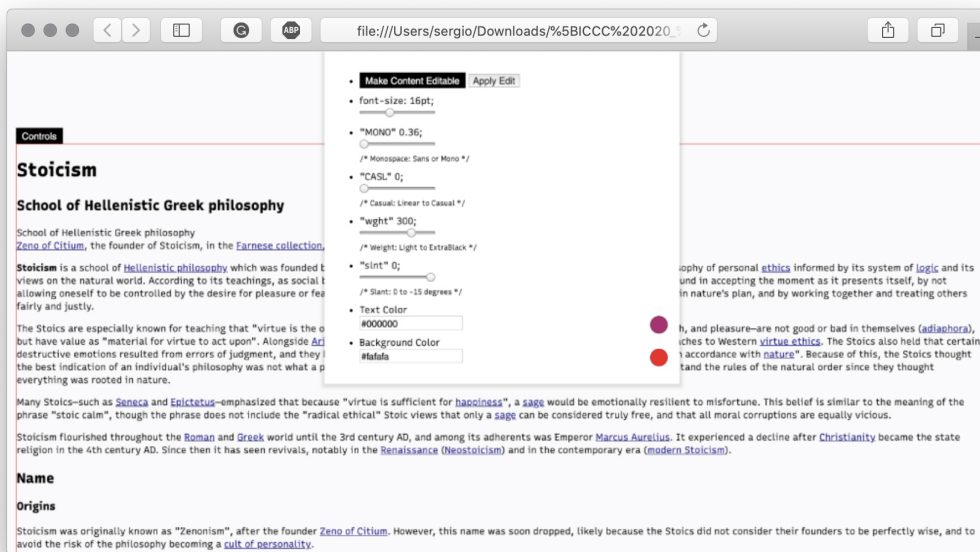 ABP
file:///Users/sergio/Downloads/%5BICCC%202020_
Make Content Editable Apply Edit
font-size: 16pt;
"MONO" 0.36;
/* Monospace: Sans or Mono */
"CASL" 0;
/* Casual: Linear to Casual */
"wght" 300;
/* Weight: Light to ExtraBlack */
"slnt" 0;
/* Slant: 0 to -15 degrees */
Text Color
#000000
Background Color
#fafafa
Controls
Stoicism
School of Hellenistic Greek philosophy
School of Hellenistic Greek philosophy
Zeno of Citium, the founder of Stoicism, in the Farnese collection,
Stoicism is a school of Hellenistic philosophy which was founded b sophy of personal ethics informed by its system of logic and its
views on the natural world. According to its teachings, as social b und in accepting the moment as it presents itself, by not
allowing oneself to be controlled by the desire for pleasure or fea in nature's plan, and by working together and treating others
fairly and justly.
The Stoics are especially known for teaching that "virtue is the o h, and pleasure—are not good or bad in themselves (adiaphora),
but have value as "material for virtue to act upon". Alongside Ari aches to Western virtue ethics. The Stoics also held that certain
destructive emotions resulted from errors of judgment, and they accordance with nature". Because of this, the Stoics thought
the best indication of an individual's philosophy was not what a p tand the rules of the natural order since they thought
everything was rooted in nature.
Many Stoics—such as Seneca and Epictetus—emphasized that because "virtue is sufficient for happiness", a sage would be emotionally resilient to misfortune. This belief is similar to the meaning of the
phrase "stoic calm", though the phrase does not include the "radical ethical" Stoic views that only a sage can be considered truly free, and that all moral corruptions are equally vicious.
Stoicism flourished throughout the Roman and Greek world until the 3rd century AD, and among its adherents was Emperor Marcus Aurelius. It experienced a decline after Christianity became the state
religion in the 4th century AD. Since then it has seen revivals, notably in the Renaissance (Neostoicism) and in the contemporary era (modern Stoicism).
Name
Origins
Stoicism was originally known as "Zenonism", after the founder Zeno of Citium. However, this name was soon dropped, likely because the Stoics did not consider their founders to be perfectly wise, and to
avoid the risk of the philosophy becoming a cult of personality.